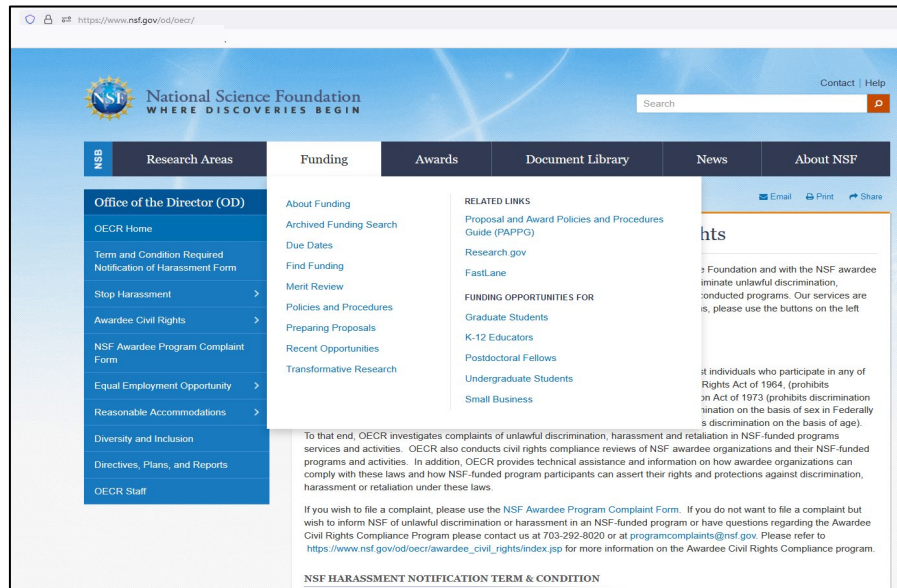 https://www.nsf.gov/od/oecr/
Contact | Help
NSF
National Science Foundation
WHERE DISCOVERIES BEGIN
Search
NSB
Research Areas
Funding
Awards
Document Library
News
About NSF
Office of the Director (OD)
OECR Home
Term and Condition Required
Notification of Harassment Form
Stop Harassment
Awardee Civil Rights
NSF Awardee Program Complaint
Form
Equal Employment Opportunity
Reasonable Accommodations
Diversity and Inclusion
Directives, Plans, and Reports
OECR Staff
About Funding
Archived Funding Search
Due Dates
Find Funding
Merit Review
Policies and Procedures
Preparing Proposals
Recent Opportunities
Transformative Research
RELATED LINKS
Proposal and Award Policies and Procedures
Guide (PAPPG)
Research.gov
FastLane
FUNDING OPPORTUNITIES FOR
Graduate Students
K-12 Educators
Postdoctoral Fellows
Undergraduate Students
Small Business
Email Print Share
hts
Foundation and with the NSF awardee
iminate unlawful discrimination,
conducted programs. Our services are
s, please use the buttons on the left
st individuals who participate in any of
Rights Act of 1964, (prohibits
on Act of 1973 (prohibits discrimination
mination on the basis of sex in Federally
s discrimination on the basis of age).
To that end, OECR investigates complaints of unlawful discrimination, harassment and retaliation in NSF-funded programs
services and activities. OECR also conducts civil rights compliance reviews of NSF awardee organizations and their NSF-funded
programs and activities. In addition, OECR provides technical assistance and information on how awardee organizations can
comply with these laws and how NSF-funded program participants can assert their rights and protections against discrimination,
harassment or retaliation under these laws.
If you wish to file a complaint, please use the NSF Awardee Program Complaint Form. If you do not want to file a complaint but
wish to inform NSF of unlawful discrimination or harassment in an NSF-funded program or have questions regarding the Awardee
Civil Rights Compliance Program please contact us at 703-292-8020 or at programcomplaints@nsf.gov. Please refer to
https://www.nsf.gov/od/oecr/awardee_civil_rights/index.jsp for more information on the Awardee Civil Rights Compliance program.
NSF HARASSMENT NOTIFICATION TERM & CONDITION